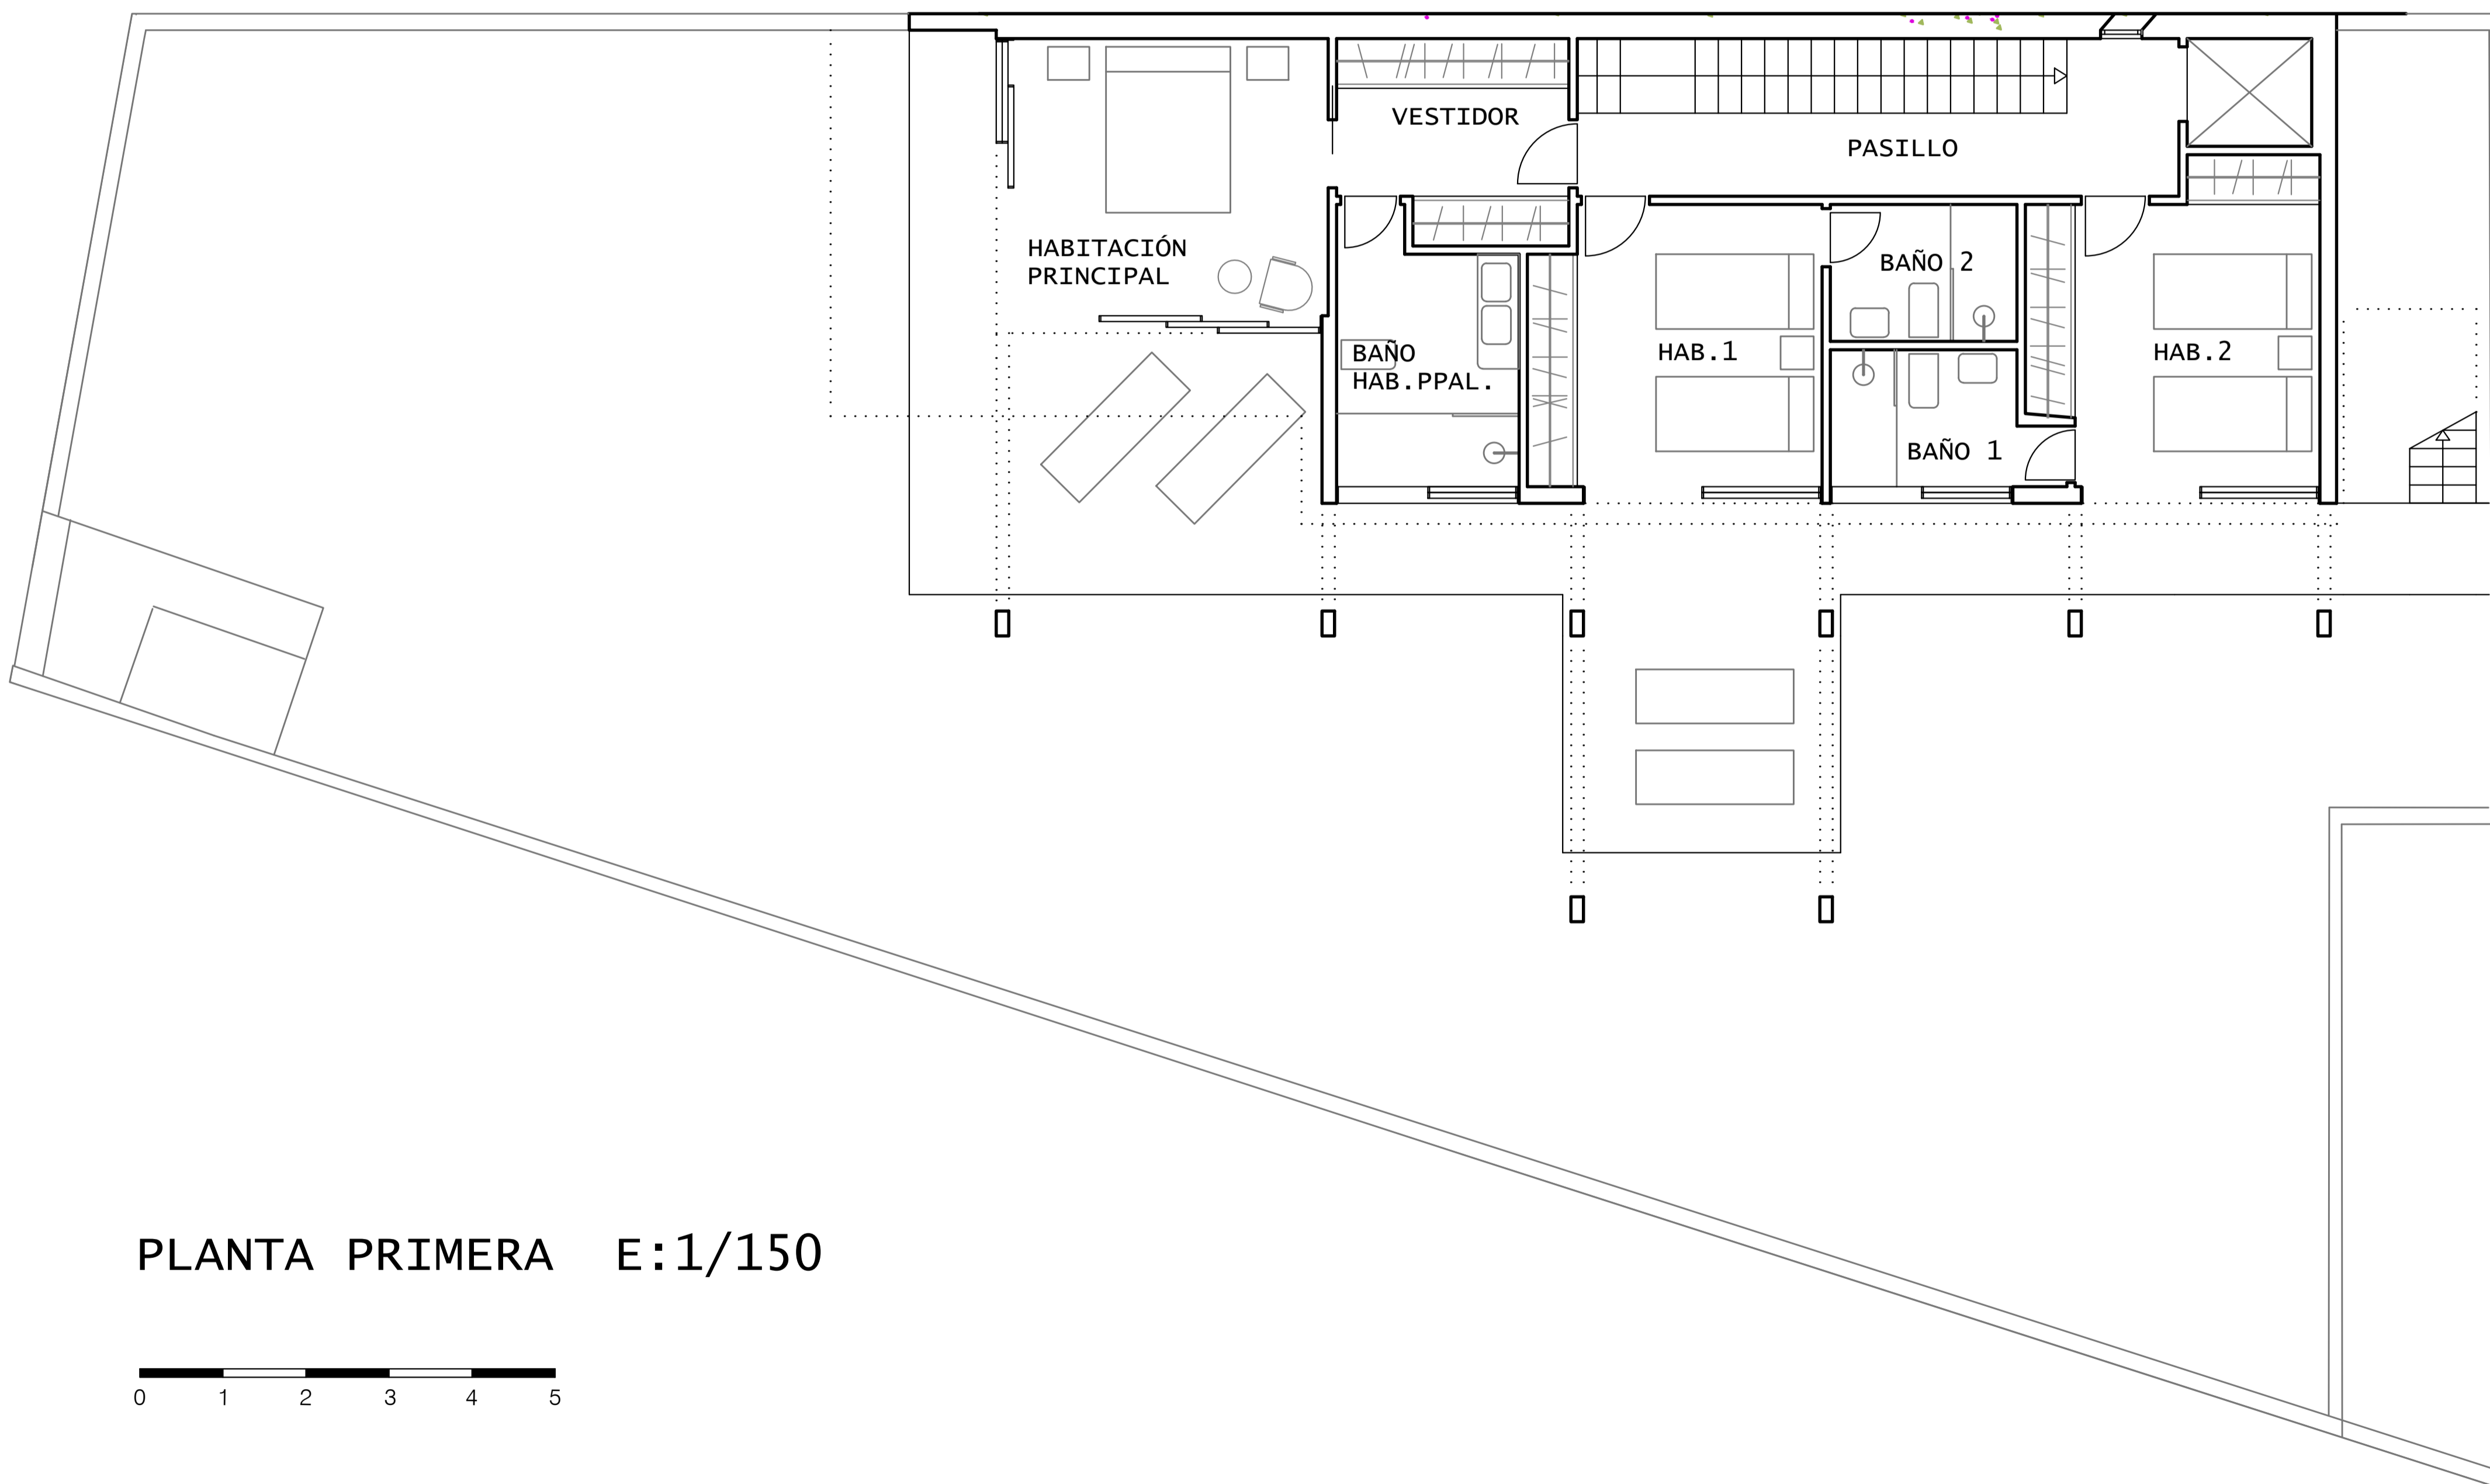 VESTIDOR
PASILLO
HABITACIÓN
PRINCIPAL
BAÑO 2
BAÑO
HAB.PPAL.
HAB.1
HAB.2
BAÑO 1
PLANTA PRIMERA E:1/150
0 1 2 3 4 5